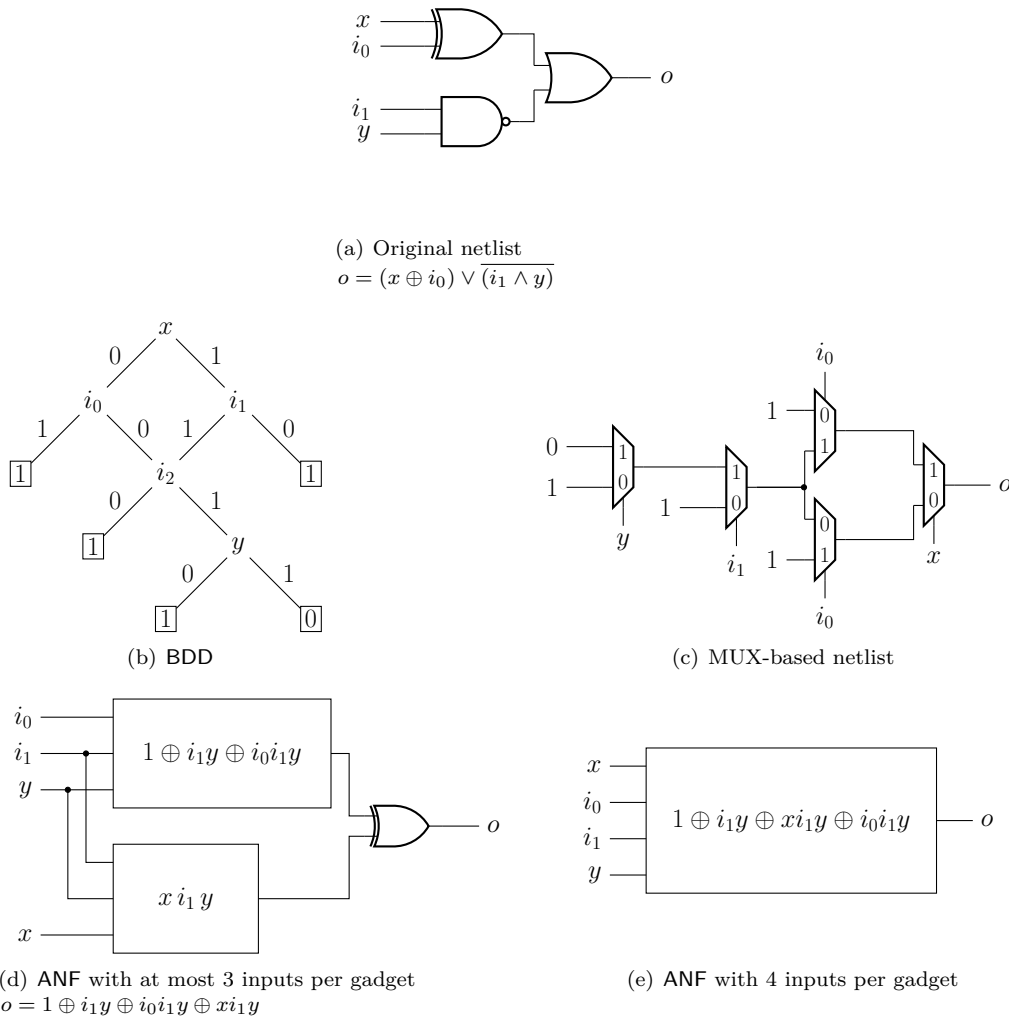 x
i₀
i₁
y
o
(a) Original netlist
o = (x ⊕ i₀) ∨ \overline{(i₁ ∧ y)}
x
0 1
i₀ i₁
1 0 1 0
1 i₂ 1
0 1
1 y
0 1
1 0
(b) BDD
i₀
1 0
1
0 1
1 0
y
1
1 0
i₁
1
0
o
x
0
1 1
i₀
(c) MUX-based netlist
i₀
i₁
y
1 ⊕ i₁y ⊕ i₀i₁y
o
x i₁ y
x
(d) ANF with at most 3 inputs per gadget
o = 1 ⊕ i₁y ⊕ i₀i₁y ⊕ xi₁y
x
i₀
i₁
y
1 ⊕ i₁y ⊕ xi₁y ⊕ i₀i₁y
o
(e) ANF with 4 inputs per gadget